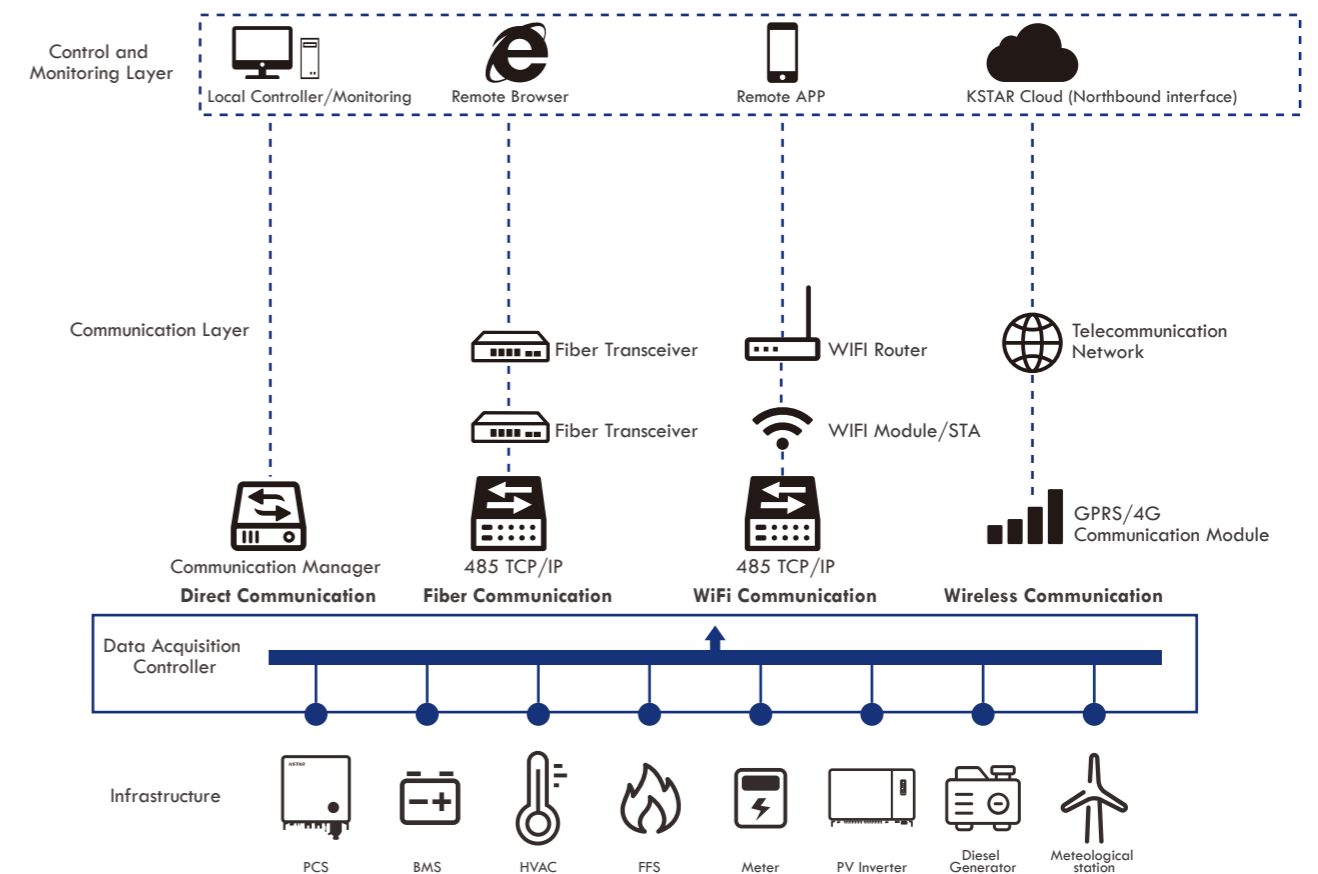 Control and
Monitoring Layer
Local Controller/Monitoring
Remote Browser
Remote APP
KSTAR Cloud (Northbound interface)
Communication Layer
Fiber Transceiver
WIFI Router
Telecommunication
Network
Fiber Transceiver
WIFI Module/STA
GPRS/4G
Communication Module
Communication Manager
485 TCP/IP
485 TCP/IP
Direct Communication
Fiber Communication
WiFi Communication
Wireless Communication
Data Acquisition
Controller
Infrastructure
KSTAR
PCS
BMS
HVAC
FFS
Meter
PV Inverter
Diesel
Generator
Meteological
station